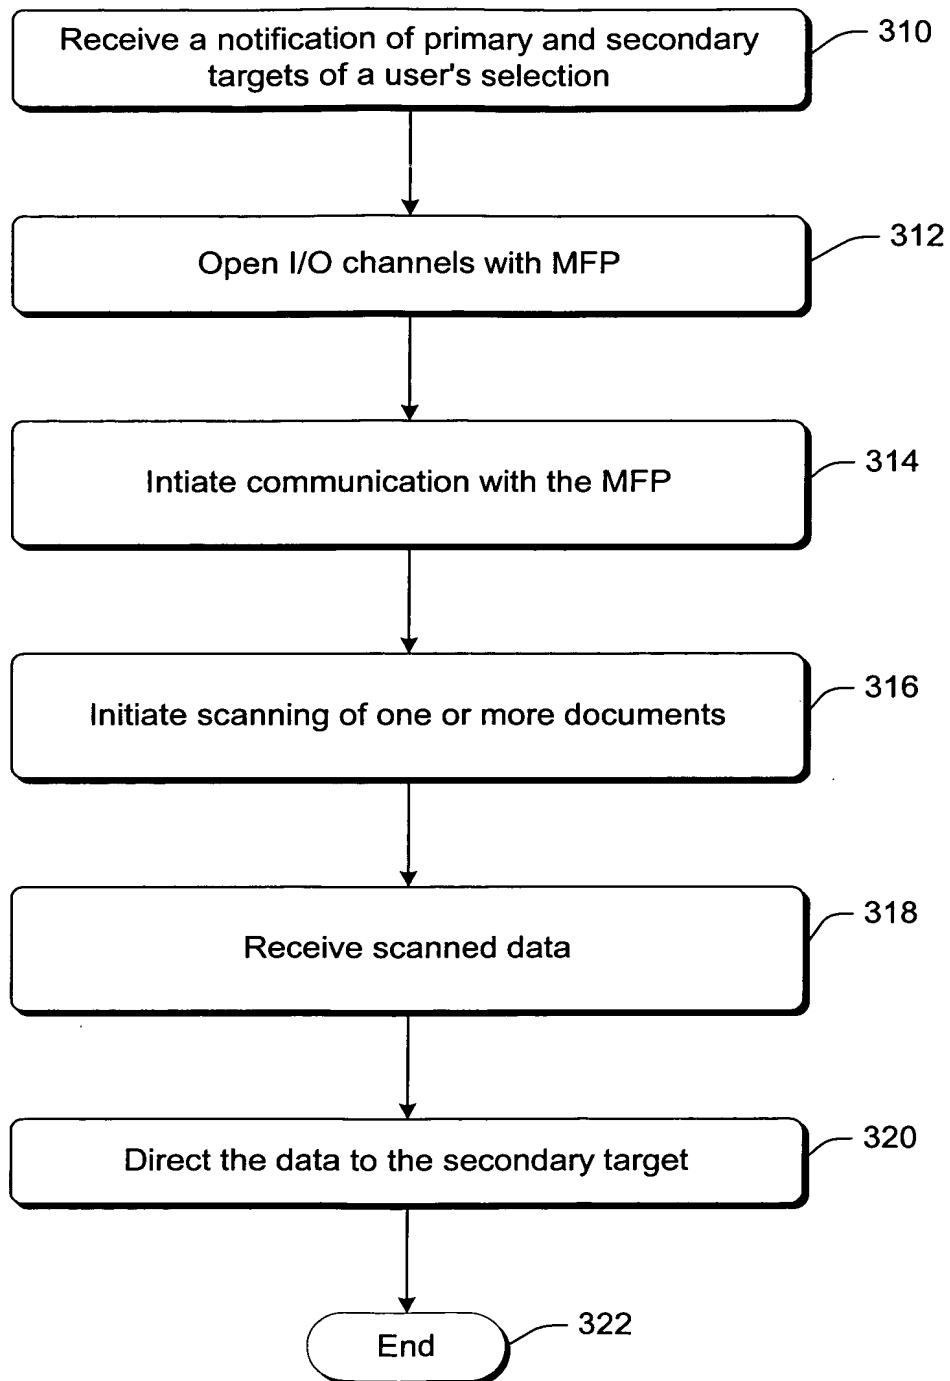 Receive a notification of primary and secondary
targets of a user's selection
310
Open I/O channels with MFP
312
Intiate communication with the MFP
314
Initiate scanning of one or more documents
316
Receive scanned data
318
Direct the data to the secondary target
320
End
322